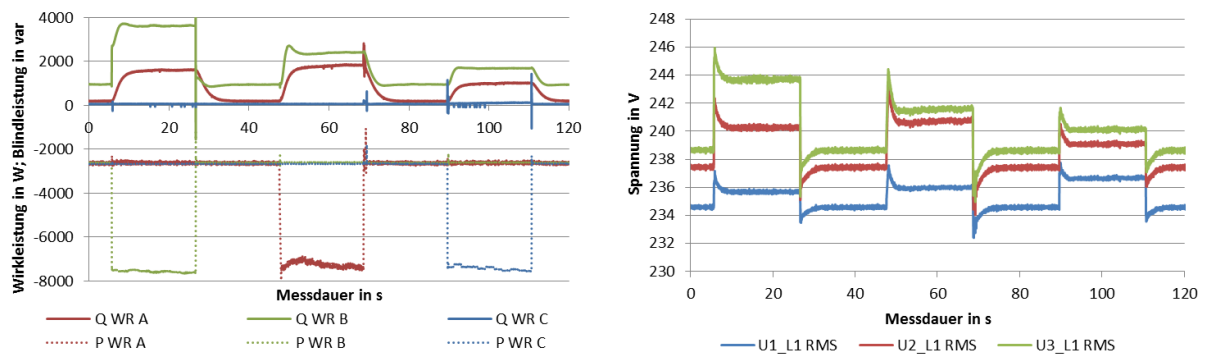 Wirkleistung in W; Blindleistung in var
4000
2000
0
-2000
-4000
-6000
-8000
0 20 40 60 80 100 120
Messdauer in s
Q WR A Q WR B Q WR C
P WR A P WR B P WR C
Spannung in V
248
246
244
242
240
238
236
234
232
230
0 20 40 60 80 100 120
Messdauer in s
U1_L1 RMS U2_L1 RMS U3_L1 RMS